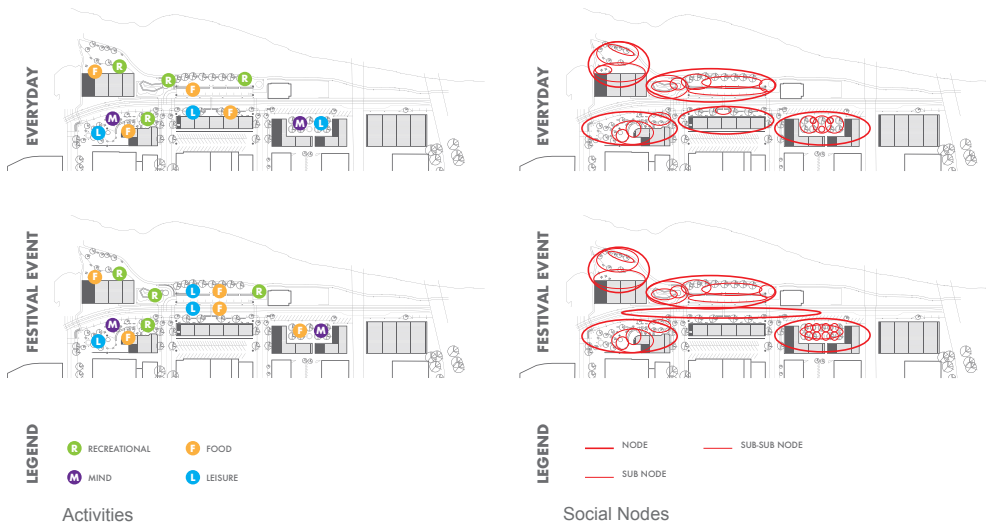 EVERYDAY
F
R
R
R
F
M
R
L
F
L
F
M
L
EVERYDAY
FESTIVAL EVENT
F
R
R
L
F
R
L
F
M
R
L
F
F
M
FESTIVAL EVENT
LEGEND
R RECREATIONAL
F FOOD
M MIND
L LEISURE
Activities
LEGEND
NODE
SUB-SUB NODE
SUB NODE
Social Nodes